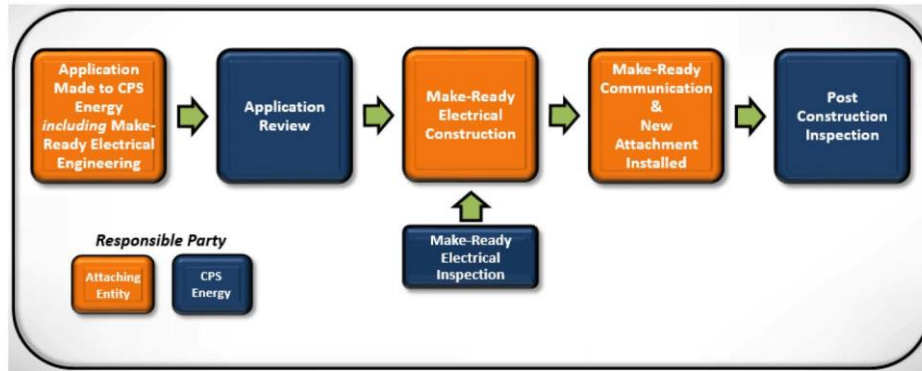 Application
Made to CPS
Energy
including Make-
Ready Electrical
Engineering
Application
Review
Make-Ready
Electrical
Construction
Make-Ready
Communication
&
New
Attachment
Installed
Post
Construction
Inspection
Make-Ready
Electrical
Inspection
Responsible Party
Attaching
Entity
CPS
Energy